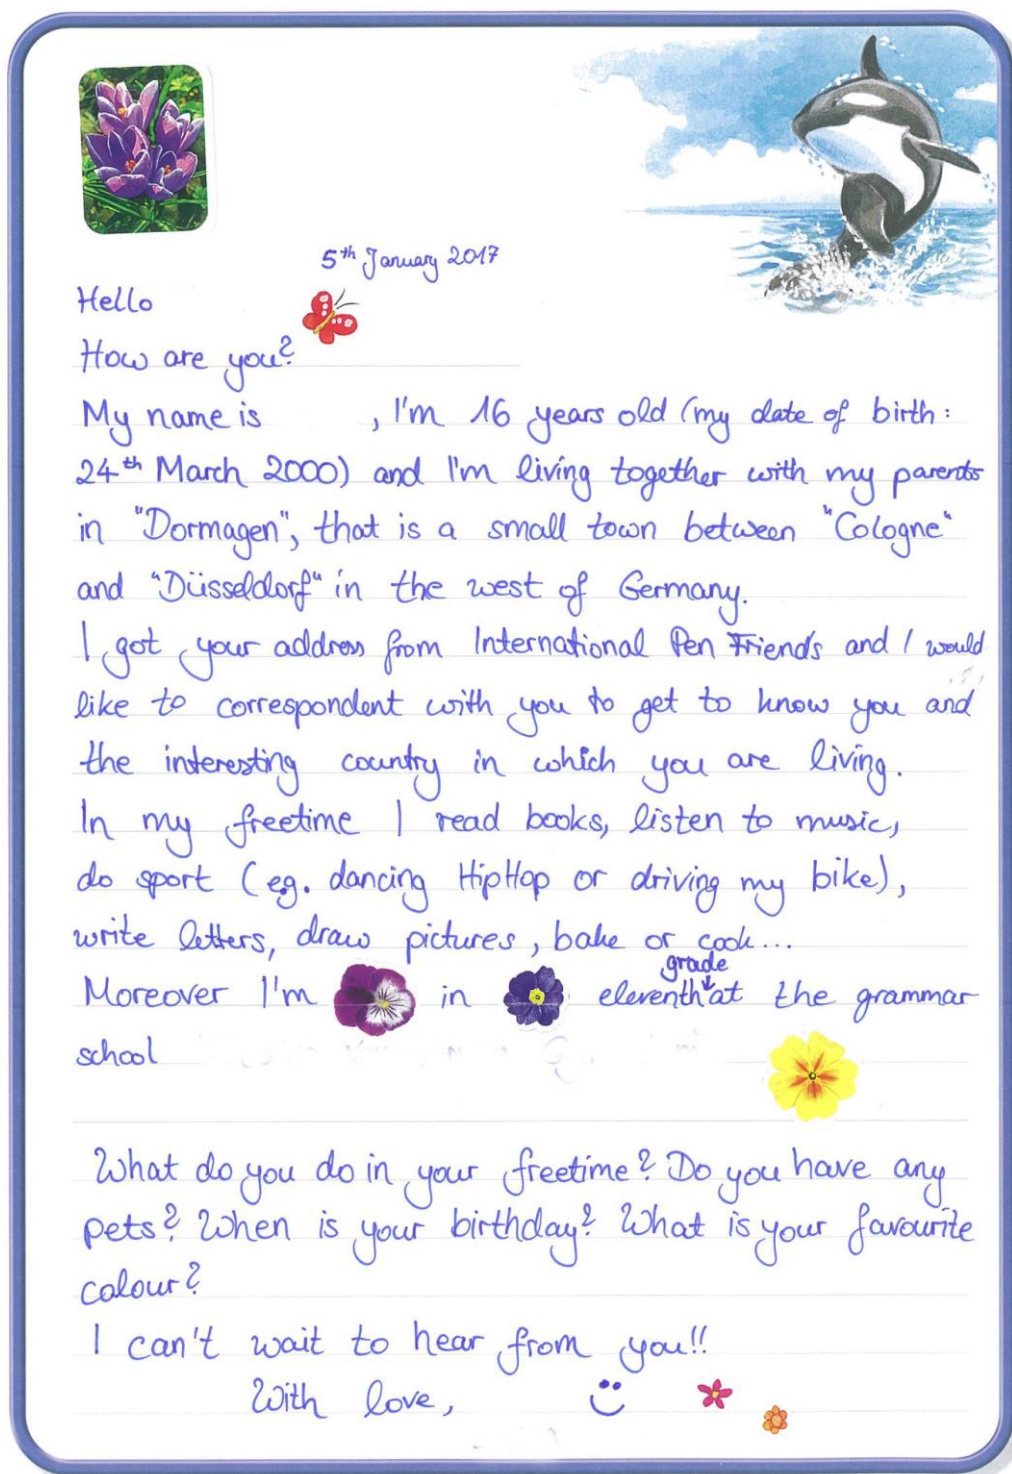 5th January 2017
Hello
How are you?
My name is , I'm 16 years old (my date of birth:
24th March 2000) and I'm living together with my parents
in "Dormagen", that is a small town between "Cologne"
and "Düsseldorf" in the west of Germany.
I got your address from International Pen Friends and I would
like to correspondent with you to get to know you and
the interesting country in which you are living.
In my freetime I read books, listen to music,
do sport (eg. dancing HipHop or driving my bike),
write letters, draw pictures, bake or cook...
grade
Moreover I'm in eleventh at the grammar
school
What do you do in your freetime? Do you have any
pets? When is your birthday? What is your favourite
colour?
I can't wait to hear from you!!
With love,